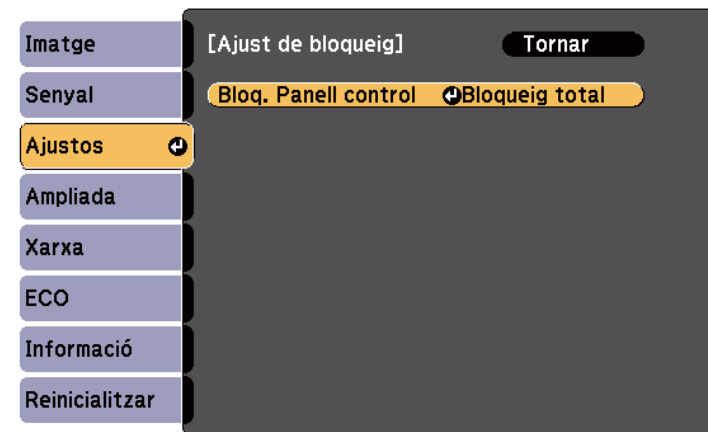 Imatge
Senyal
Ajustos
Ampliada
Xarxa
ECO
Informació
Reinicialitzar
[Ajust de bloqueig] Tornar
Bloq. Panell control Bloqueig total